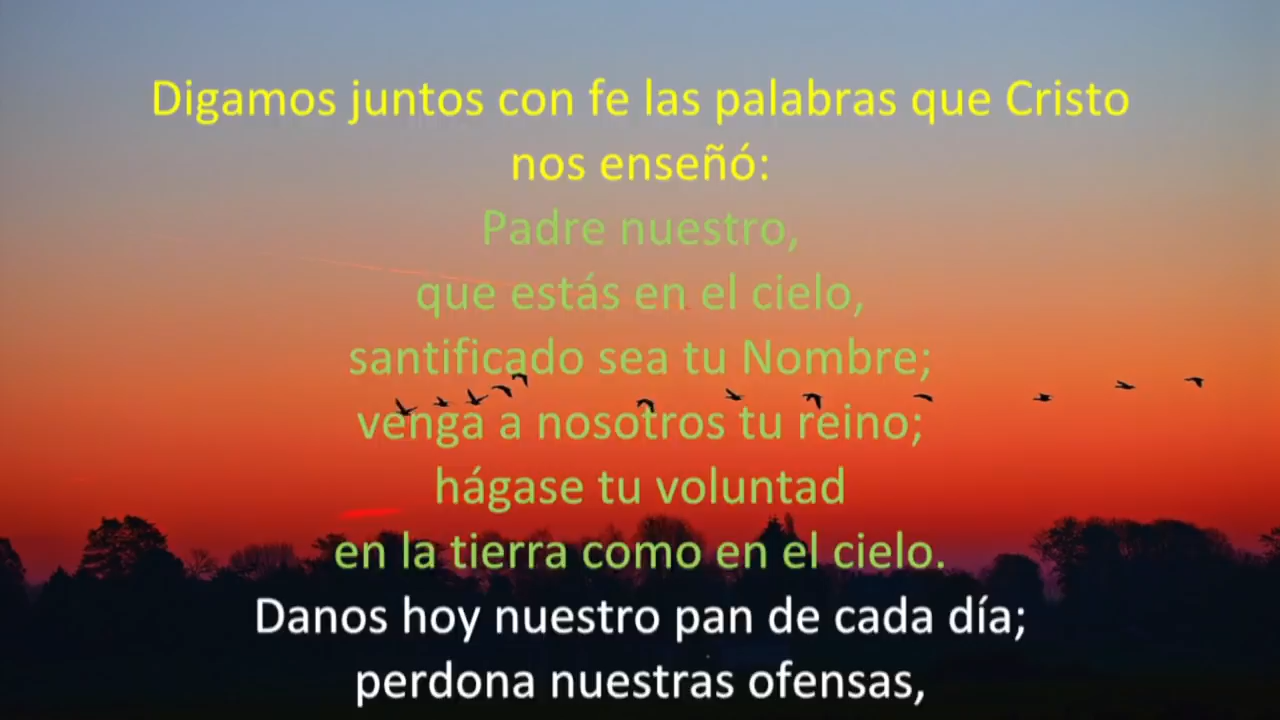 Digamos juntos con fe las palabras que Cristo
nos enseñó:
Padre nuestro,
que estás en el cielo,
santificado sea tu Nombre;
venga a nosotros tu reino;
hágase tu voluntad
en la tierra como en el cielo.
Danos hoy nuestro pan de cada día;
perdona nuestras ofensas,